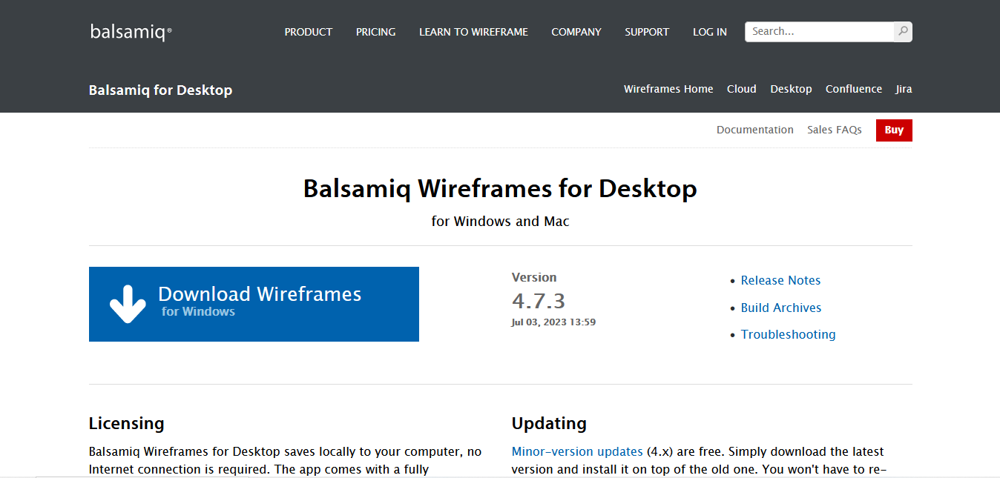 balsamiq®
PRODUCT PRICING LEARN TO WIREFRAME COMPANY SUPPORT LOG IN Search...
Balsamiq for Desktop
Wireframes Home Cloud Desktop Confluence Jira
Documentation Sales FAQs Buy
Balsamiq Wireframes for Desktop
for Windows and Mac
Download Wireframes
for Windows
Version
4.7.3
Jul 03, 2023 13:59
• Release Notes
• Build Archives
• Troubleshooting
Licensing
Balsamiq Wireframes for Desktop saves locally to your computer, no
Internet connection is required. The app comes with a fully
Updating
Minor-version updates (4.x) are free. Simply download the latest
version and install it on top of the old one. You won't have to re-